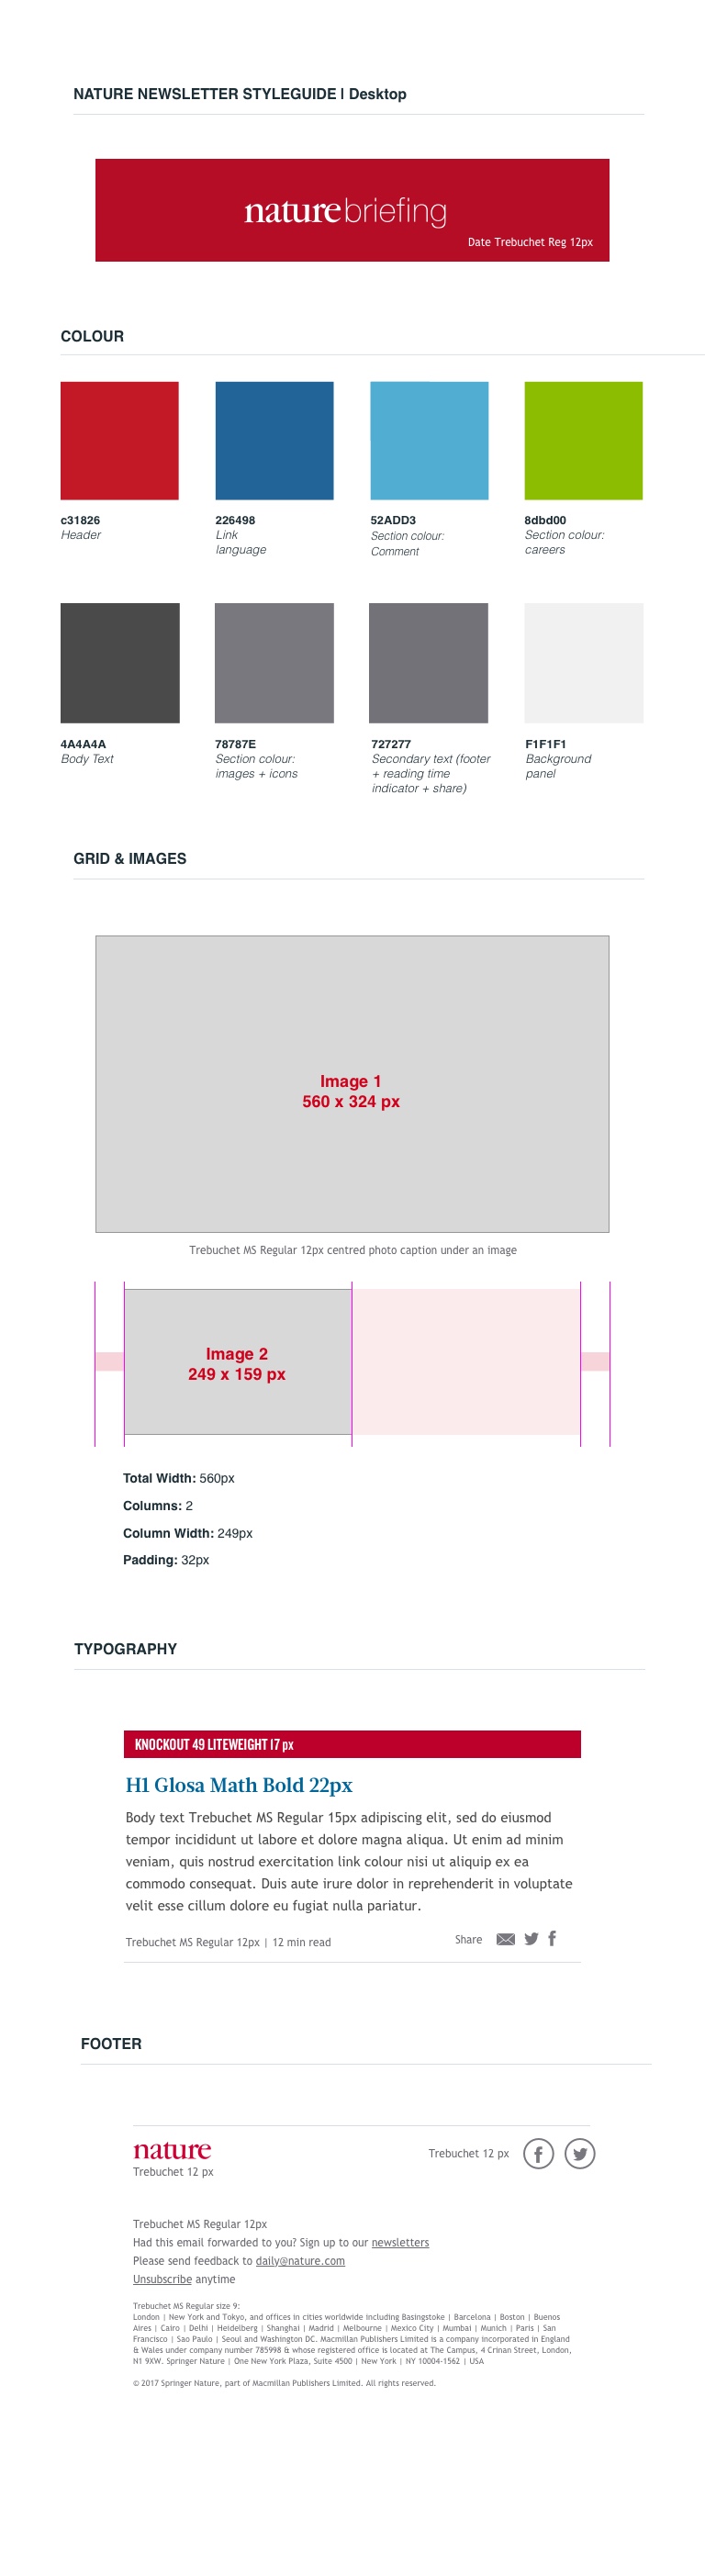 NATURE NEWSLETTER STYLEGUIDE | Desktop
naturebriefing
Date Trebuchet Reg 12px
COLOUR
c31826
Header
226498
Link
language
52ADD3
Section colour:
Comment
8dbd00
Section colour:
careers
4A4A4A
Body Text
78787E
Section colour:
images + icons
727277
Secondary text (footer
+ reading time
indicator + share)
F1F1F1
Background
panel
GRID & IMAGES
Image 1
560 x 324 px
Trebuchet MS Regular 12px centred photo caption under an image
Image 2
249 x 159 px
Total Width: 560px
Columns: 2
Column Width: 249px
Padding: 32px
TYPOGRAPHY
KNOCKOUT 49 LITEWEIGHT 17 px
H1 Glosa Math Bold 22px
Body text Trebuchet MS Regular 15px adipiscing elit, sed do eiusmod
tempor incididunt ut labore et dolore magna aliqua. Ut enim ad minim
veniam, quis nostrud exercitation link colour nisi ut aliquip ex ea
commodo consequat. Duis aute irure dolor in reprehenderit in voluptate
velit esse cillum dolore eu fugiat nulla pariatur.
Trebuchet MS Regular 12px | 12 min read
Share
FOOTER
nature
Trebuchet 12 px
Trebuchet 12 px
Trebuchet MS Regular 12px
Had this email forwarded to you? Sign up to our newsletters
Please send feedback to daily@nature.com
Unsubscribe anytime
Trebuchet MS Regular size 9:
London | New York and Tokyo, and offices in cities worldwide including Basingstoke | Barcelona | Boston | Buenos
Aires | Cairo | Delhi | Heidelberg | Shanghai | Madrid | Melbourne | Mexico City | Mumbai | Munich | Paris | San
Francisco | Sao Paulo | Seoul and Washington DC. Macmillan Publishers Limited is a company incorporated in England
& Wales under company number 785998 & whose registered office is located at The Campus, 4 Crinan Street, London,
N1 9XW. Springer Nature | One New York Plaza, Suite 4500 | New York | NY 10004-1562 | USA
© 2017 Springer Nature, part of Macmillan Publishers Limited. All rights reserved.